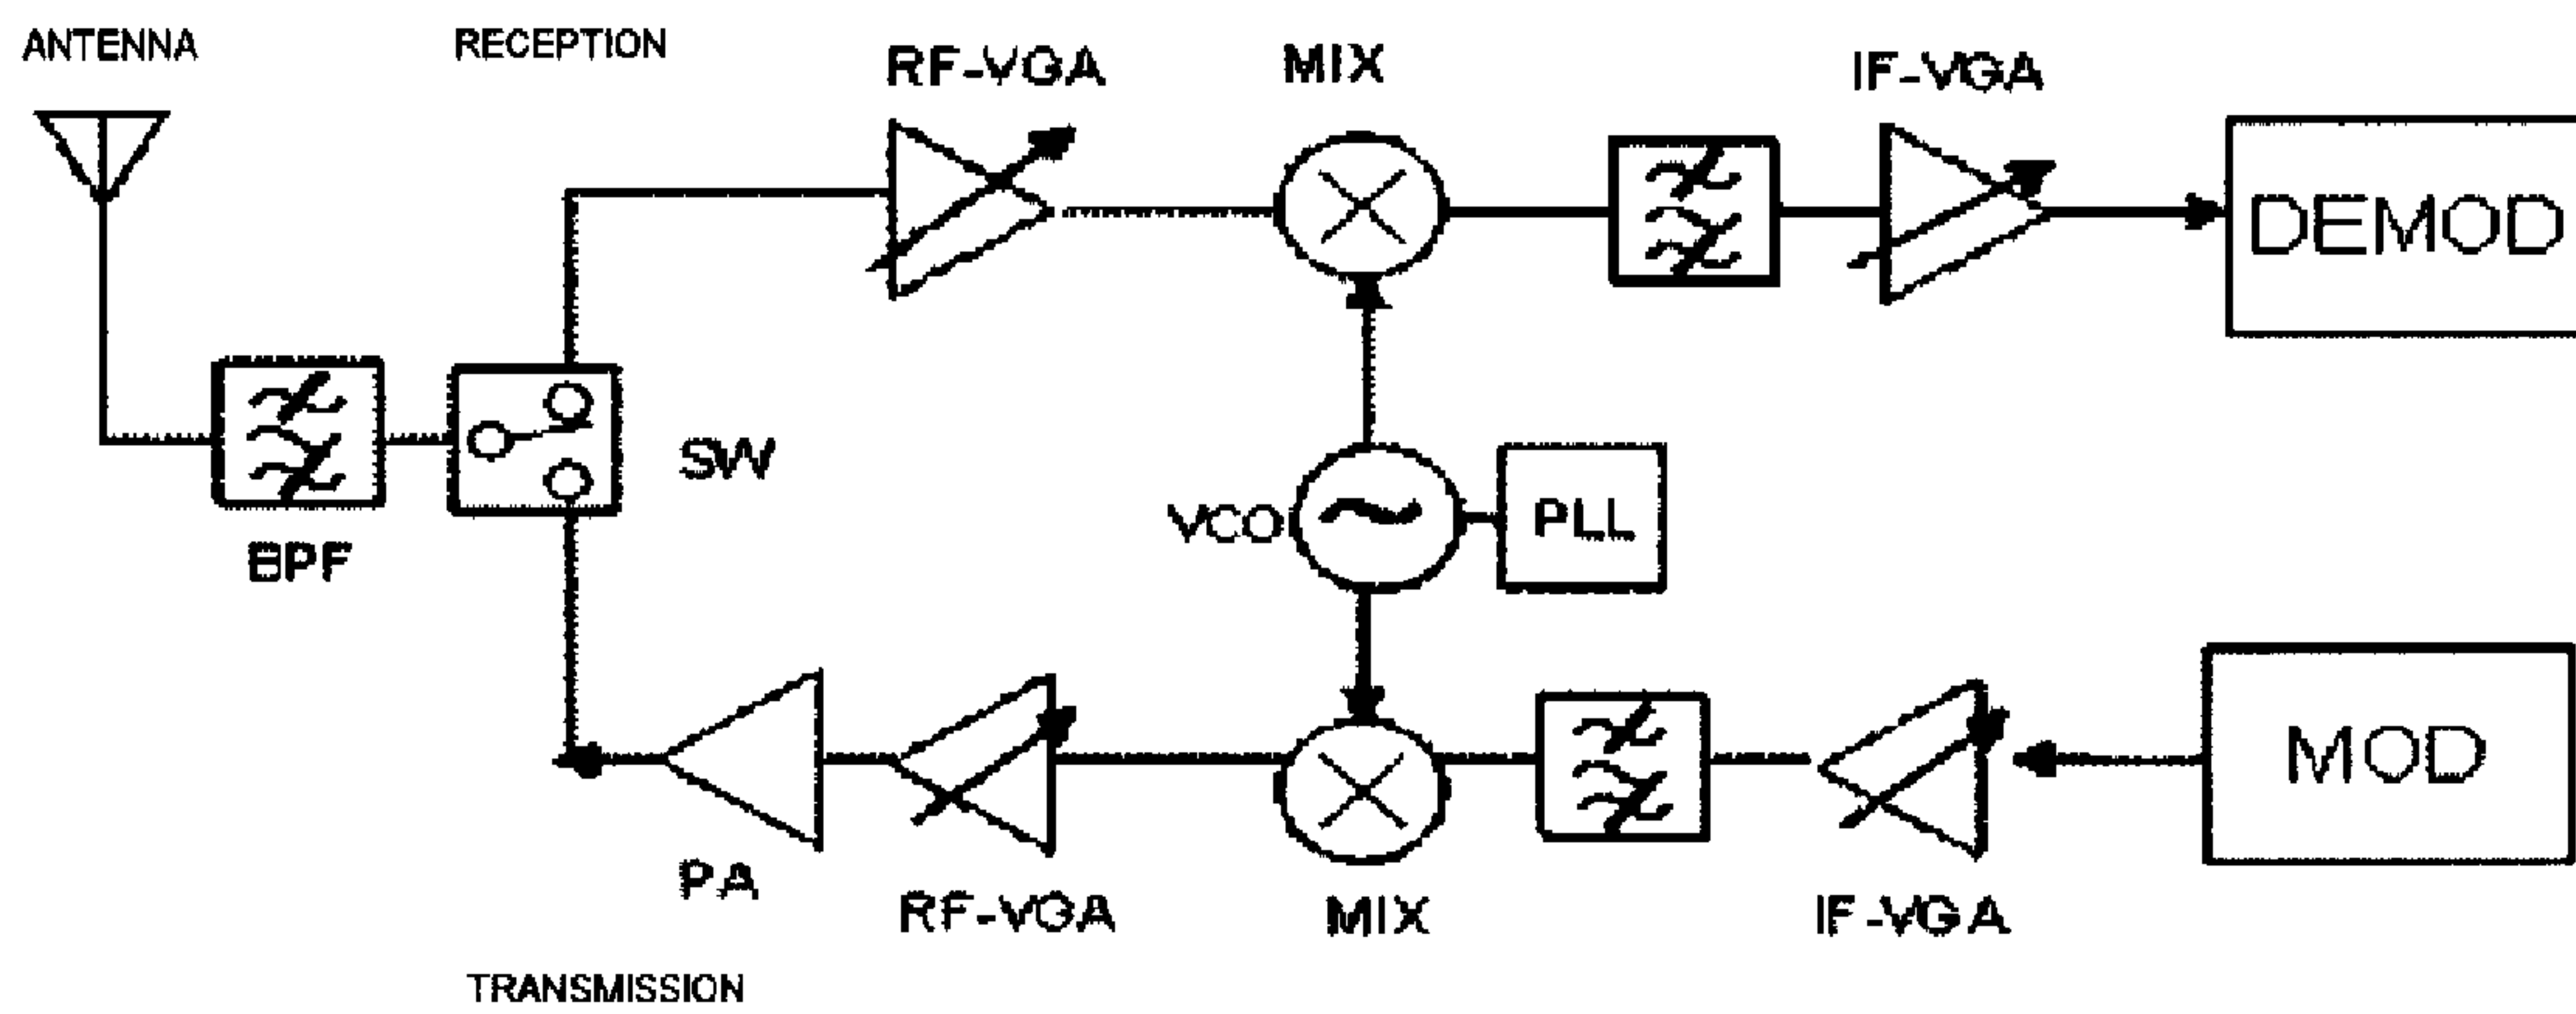 ANTENNA
RECEPTION
RF-VGA
MIX
IF-VGA
DEMOD
SW
BPF
VCO
PLL
MOD
PA
RF-VGA
MIX
IF-VGA
TRANSMISSION